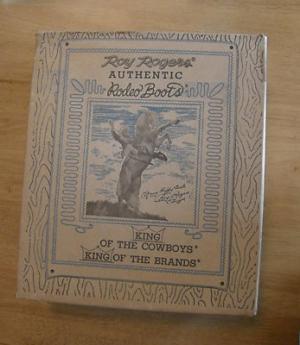 Roy Rogers'
AUTHENTIC
Rodeo Boots
KING
OF THE COWBOYS*
KING OF THE BRANDS*